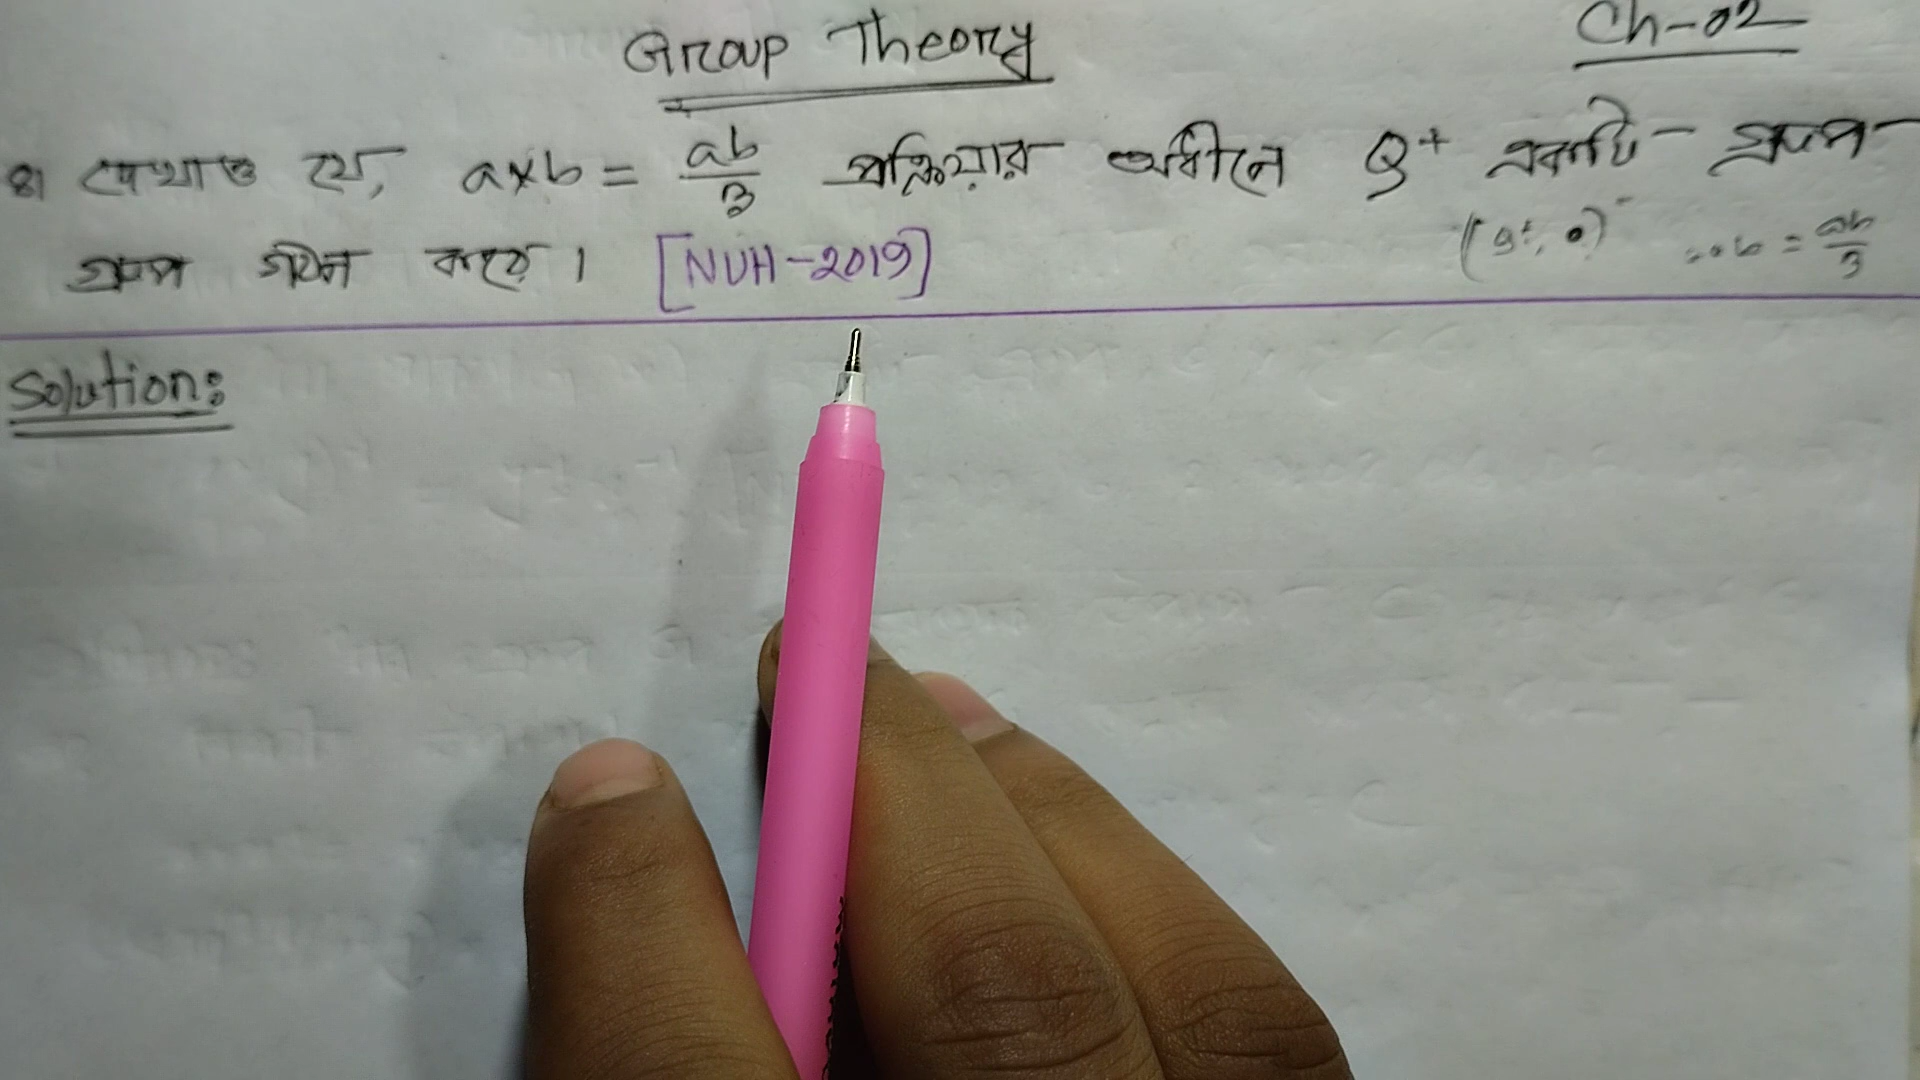 Group Theory
Ch-02
৪। দেখাও যে, a*b = ab/3 প্রক্রিয়ার অধীনে Q+ একটি গ্রুপ
গ্রুপ গঠন করে। [NUH-2019]
(Q+, •) a•b = ab/3
Solution: